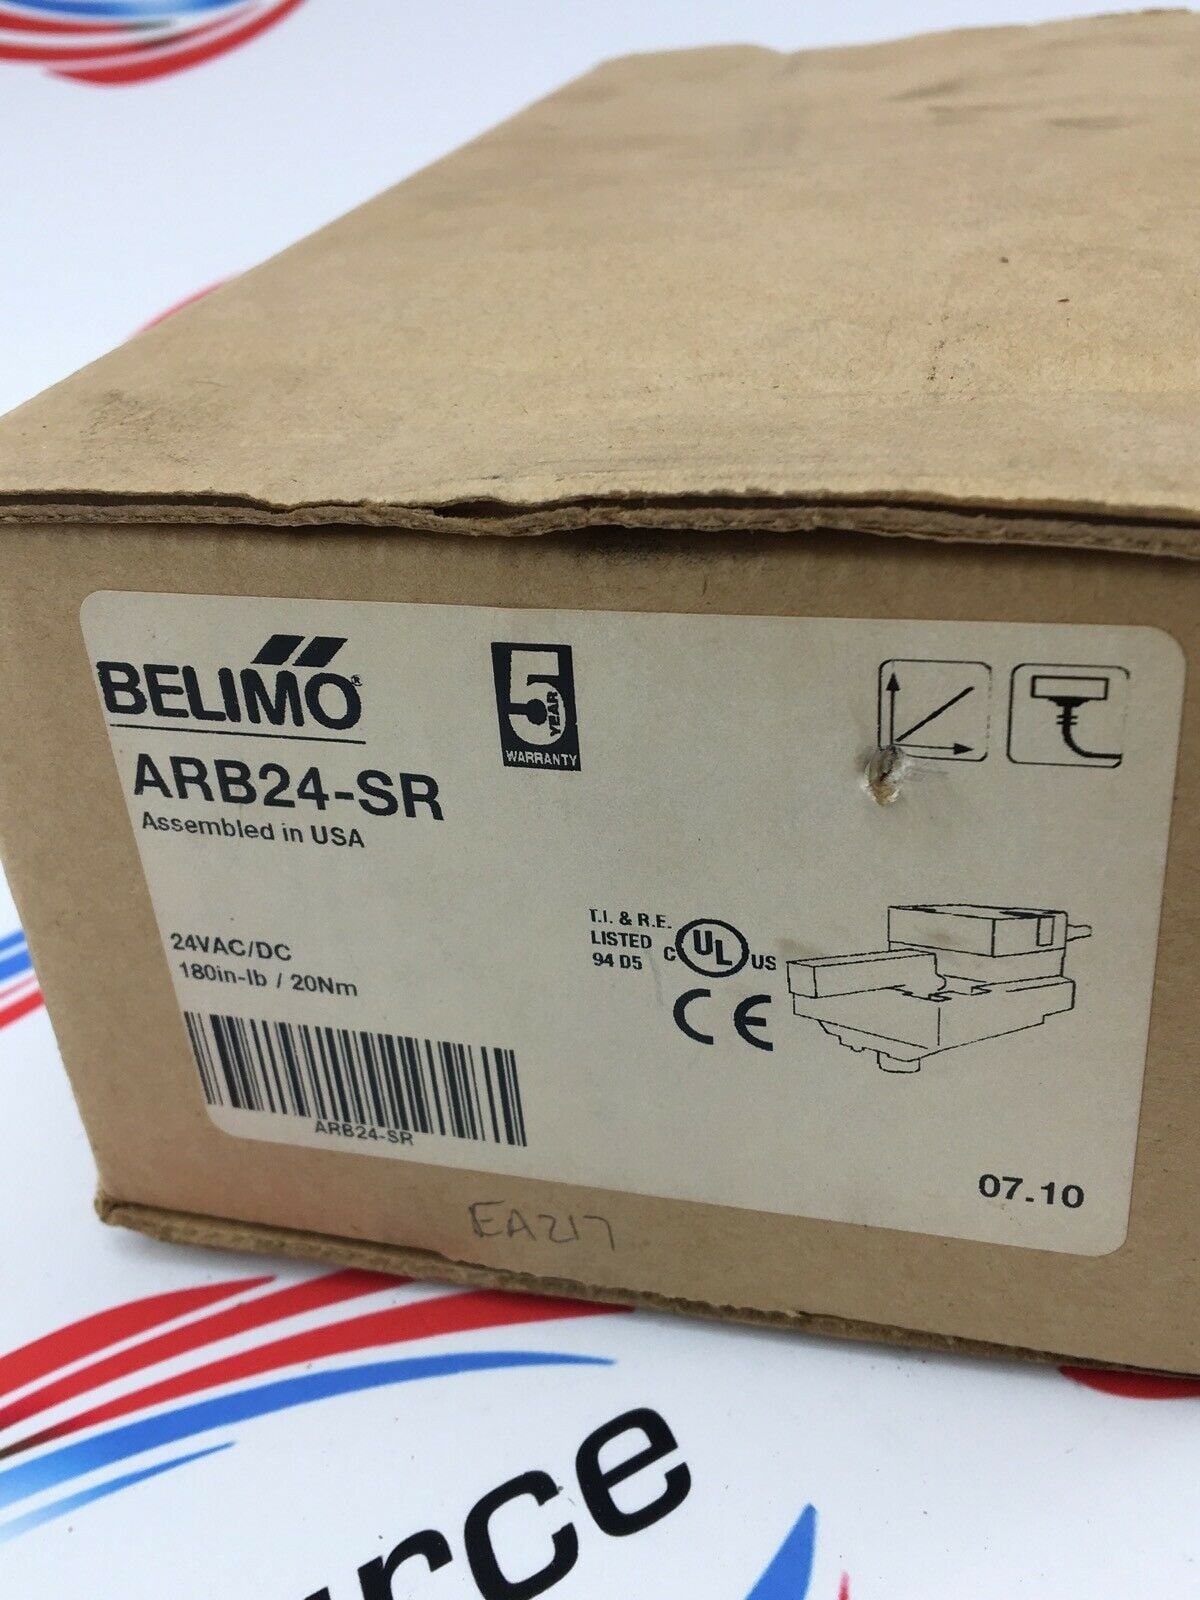 BELIMO®
5 YEAR
WARRANTY
ARB24-SR
Assembled in USA
24VAC/DC
180in-lb / 20Nm
T.I. & R.E.
LISTED
94 D5
C UL US
CE
ARB24-SR
07.10
EA217
urce